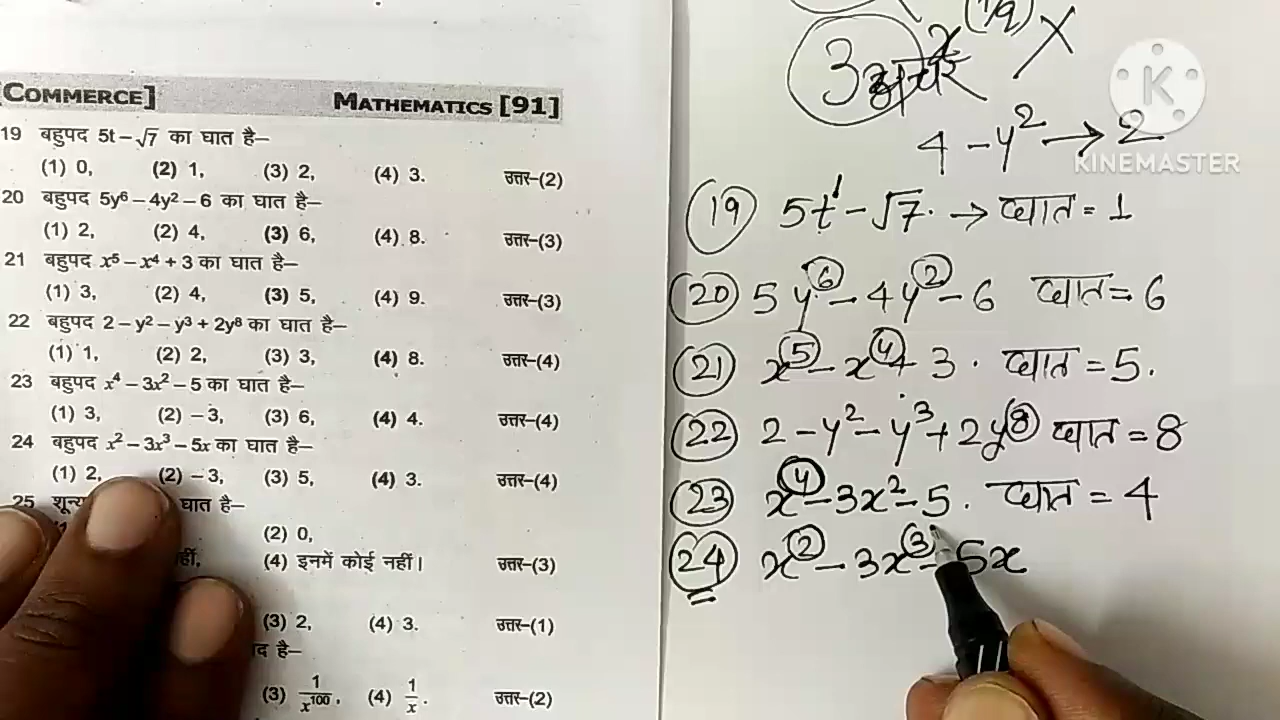 [COMMERCE] MATHEMATICS [91]
19 बहुपद 5t – √7 का घात है–
(1) 0, (2) 1, (3) 2, (4) 3. उत्तर–(2)
20 बहुपद 5y⁶ – 4y² – 6 का घात है–
(1) 2, (2) 4, (3) 6, (4) 8. उत्तर–(3)
21 बहुपद x⁵ – x⁴ + 3 का घात है–
(1) 3, (2) 4, (3) 5, (4) 9. उत्तर–(3)
22 बहुपद 2 – y² – y³ + 2y⁸ का घात है–
(1) 1, (2) 2, (3) 3, (4) 8. उत्तर–(4)
23 बहुपद x⁴ – 3x² – 5 का घात है–
(1) 3, (2) –3, (3) 6, (4) 4. उत्तर–(4)
24 बहुपद x² – 3x³ – 5x का घात है–
(1) 2, (2) –3, (3) 5, (4) 3. उत्तर–(4)
25 शून्य घात है–
(2) 0,
(4) इनमें कोई नहीं। उत्तर–(3)
(3) 2, (4) 3. उत्तर–(1)
है–
(3) 1/x¹⁰⁰, (4) 1/x. उत्तर–(2)
x^(1/9) ×
3
4 – y² → 2
KINEMASTER
19 5t¹ – √7. → घात = 1
20 5y⁶ – 4y² – 6 घात = 6
21 x⁵ – x⁴ + 3. घात = 5.
22 2 – y² – y³ + 2y⁸ घात = 8
23 x⁴ – 3x² – 5. घात = 4
24 x² – 3x³ – 5x